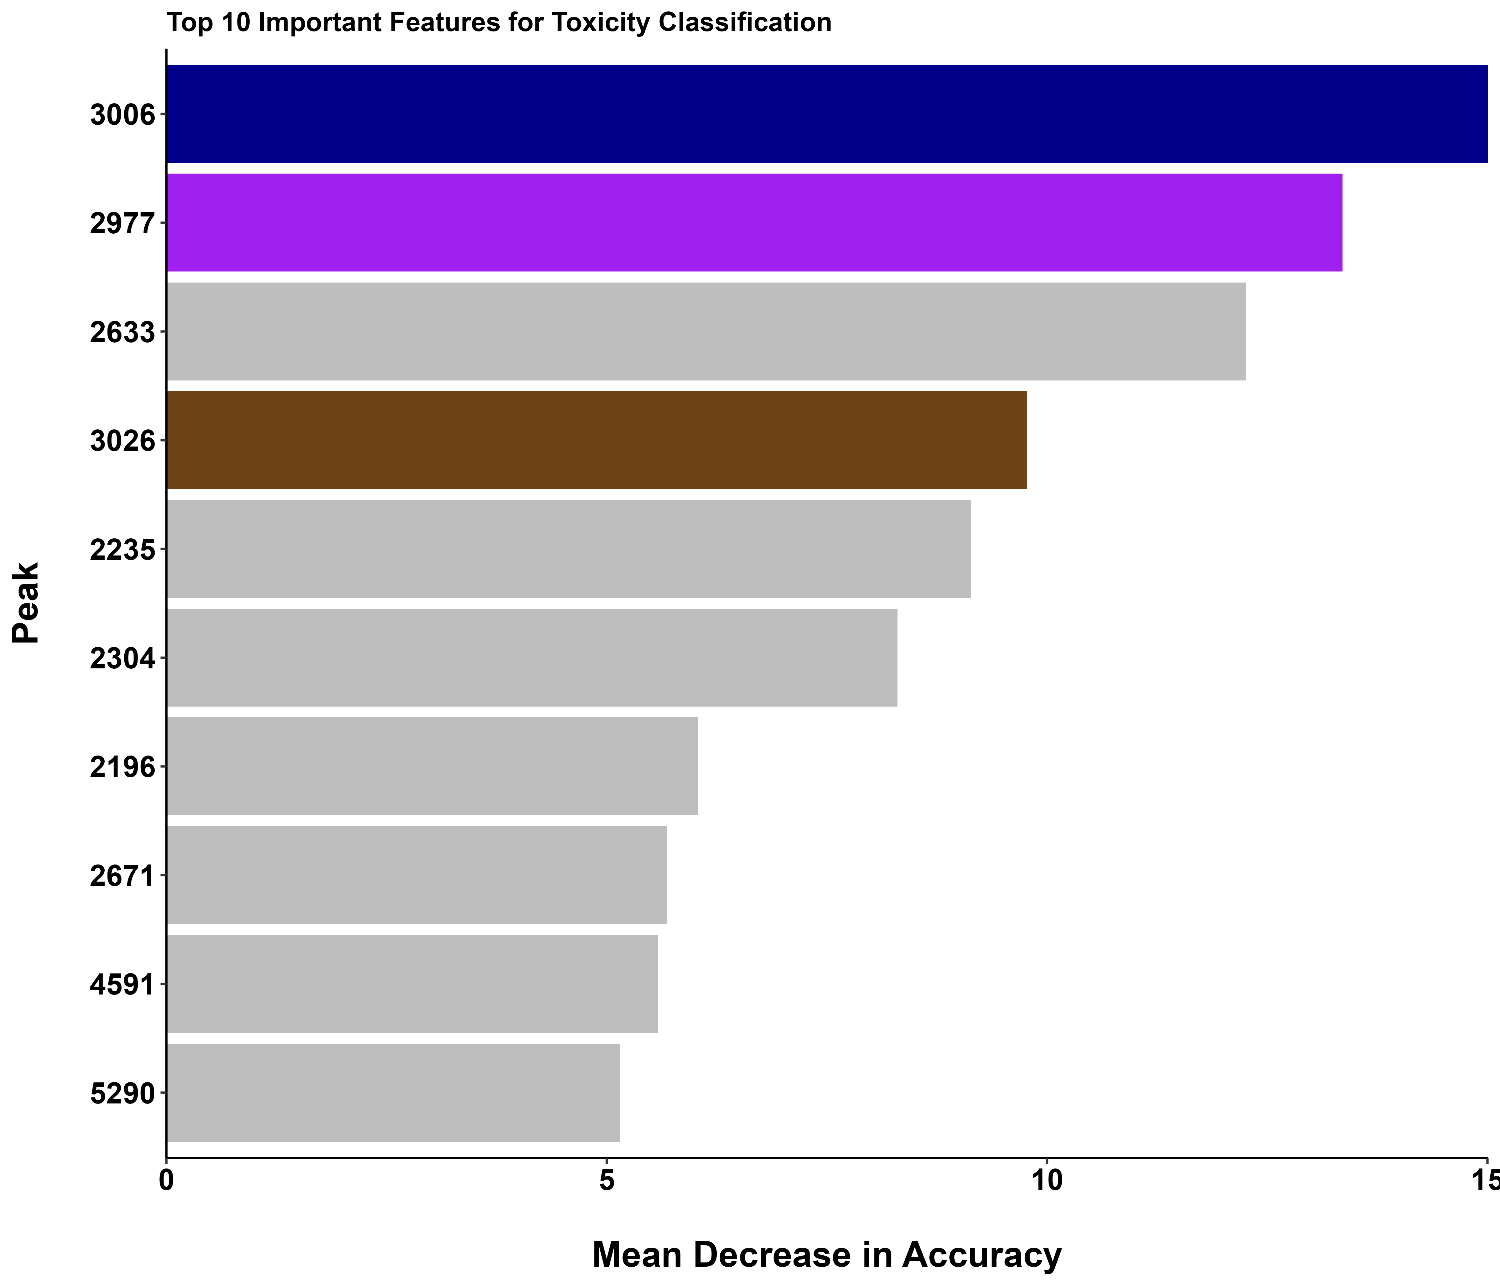 Top 10 Important Features for Toxicity Classification
3006
2977
2633
3026
2235
2304
2196
2671
4591
5290
Peak
0 5 10 15
Mean Decrease in Accuracy